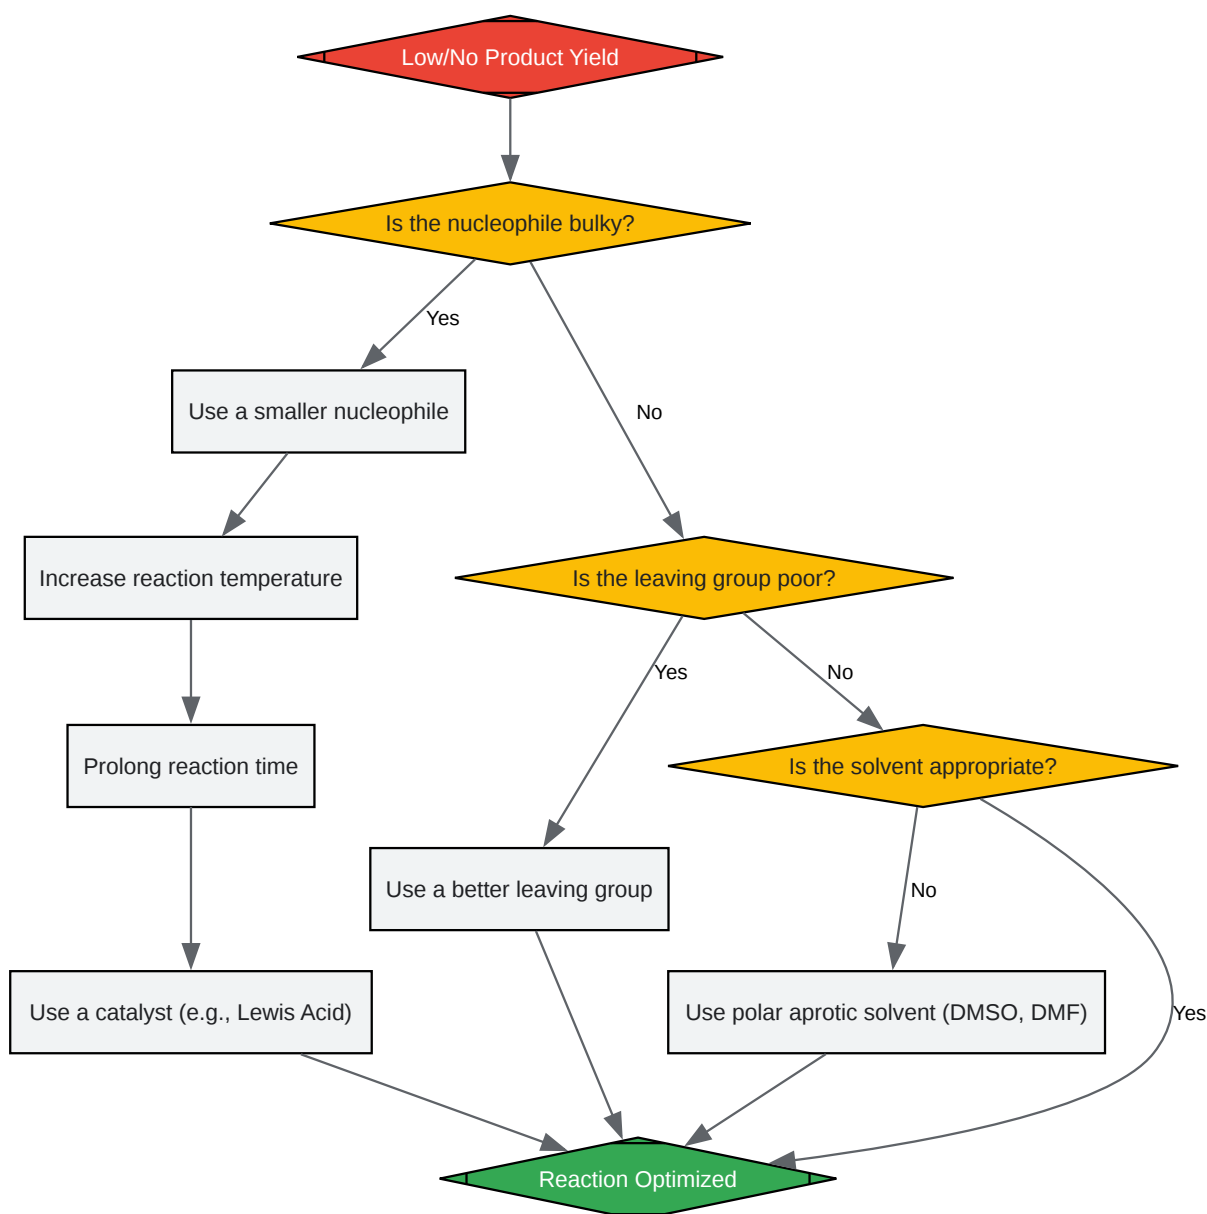 Low/No Product Yield
Is the nucleophile bulky?
Yes
Use a smaller nucleophile
No
Increase reaction temperature
Is the leaving group poor?
Yes
No
Prolong reaction time
Is the solvent appropriate?
Use a better leaving group
No
Use a catalyst (e.g., Lewis Acid)
Use polar aprotic solvent (DMSO, DMF)
Yes
Reaction Optimized